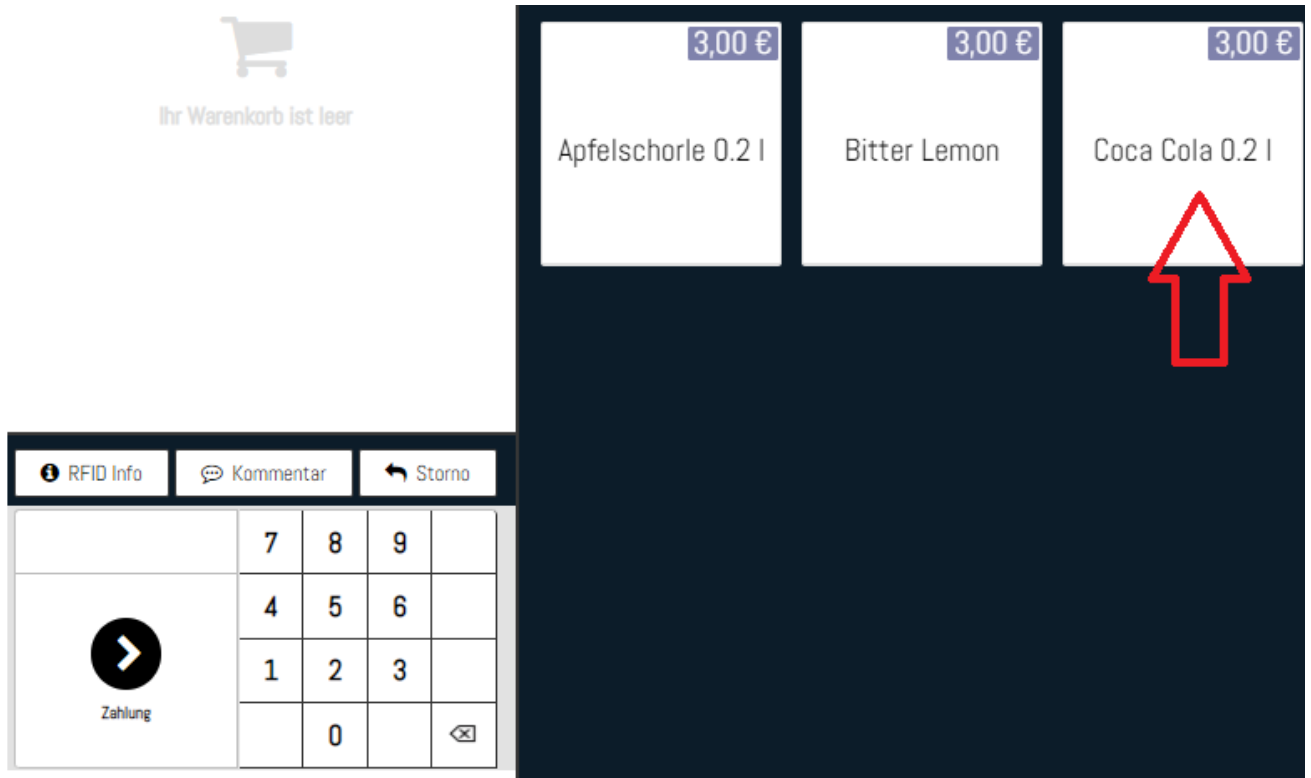 Ihr Warenkorb ist leer
3,00 €
Apfelschorle 0.2 l
3,00 €
Bitter Lemon
3,00 €
Coca Cola 0.2 l
RFID Info
Kommentar
Storno
7 8 9
4 5 6
1 2 3
0
Zahlung